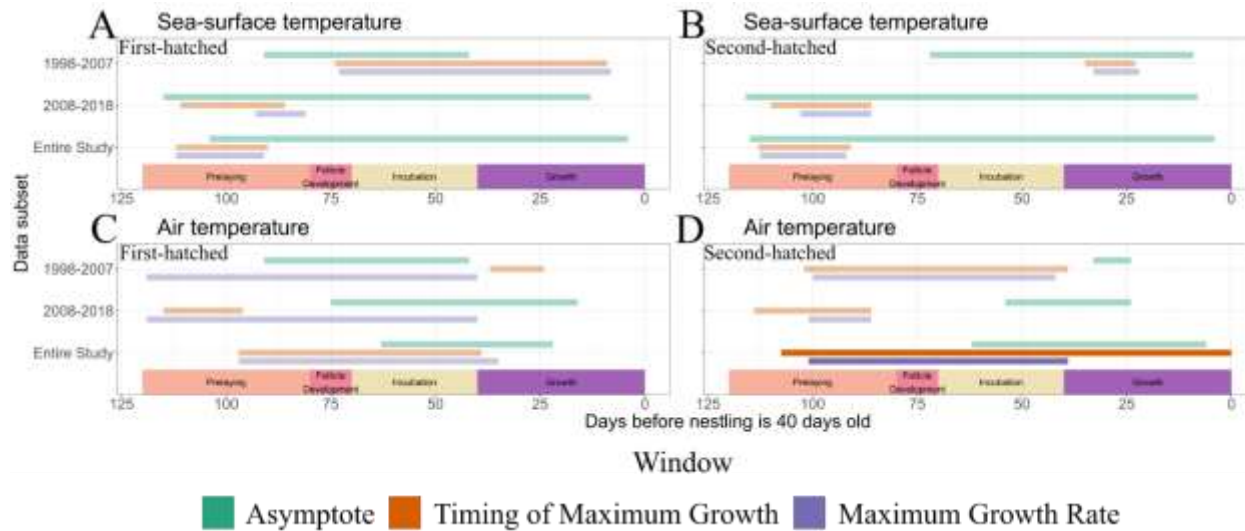 A Sea-surface temperature
First-hatched
1998-2007
2008-2018
Entire Study
Prelaying Follicle Development Incubation Growth
125 100 75 50 25 0
B Sea-surface temperature
Second-hatched
Prelaying Follicle Development Incubation Growth
125 100 75 50 25 0
Data subset
C Air temperature
First-hatched
1998-2007
2008-2018
Entire Study
Prelaying Follicle Development Incubation Growth
125 100 75 50 25 0
D Air temperature
Second-hatched
Prelaying Follicle Development Incubation Growth
125 100 75 50 25 0
Days before nestling is 40 days old
Window
Asymptote Timing of Maximum Growth Maximum Growth Rate